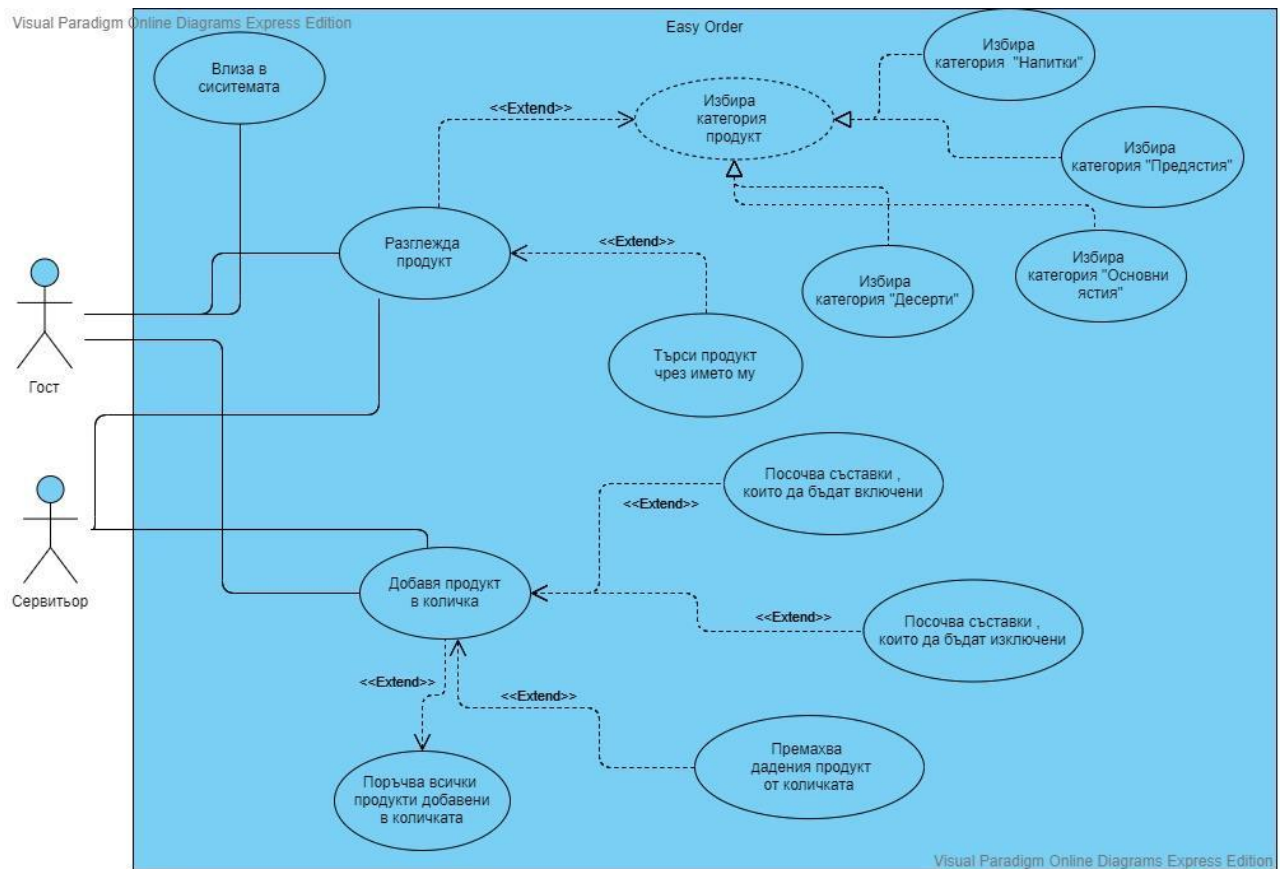 Visual Paradigm Online Diagrams Express Edition
Easy Order
Влиза в
сиситемата
Избира
категория "Напитки"
<<Extend>>
Избира
категория
продукт
Избира
категория "Предястия"
Разглежда
продукт
<<Extend>>
Избира
категория "Десерти"
Избира
категория "Основни
ястия"
Търси продукт
чрез името му
Гост
Посочва съставки ,
които да бъдат включени
<<Extend>>
Сервитьор
Добавя продукт
в количка
<<Extend>>
Посочва съставки ,
които да бъдат изключени
<<Extend>>
<<Extend>>
Поръчва всички
продукти добавени
в количката
Премахва
дадения продукт
от количката
Visual Paradigm Online Diagrams Express Edition